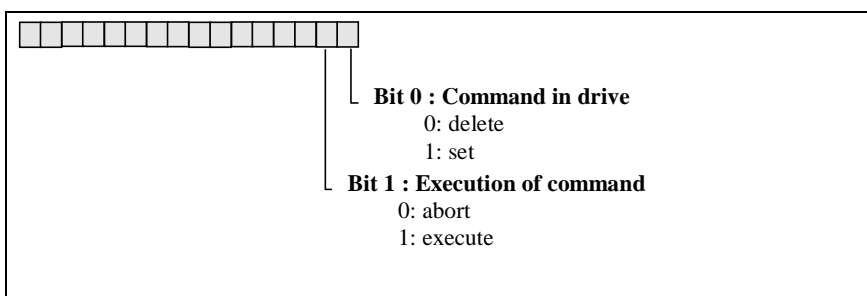 Bit 0 : Command in drive
0: delete
1: set
Bit 1 : Execution of command
0: abort
1: execute